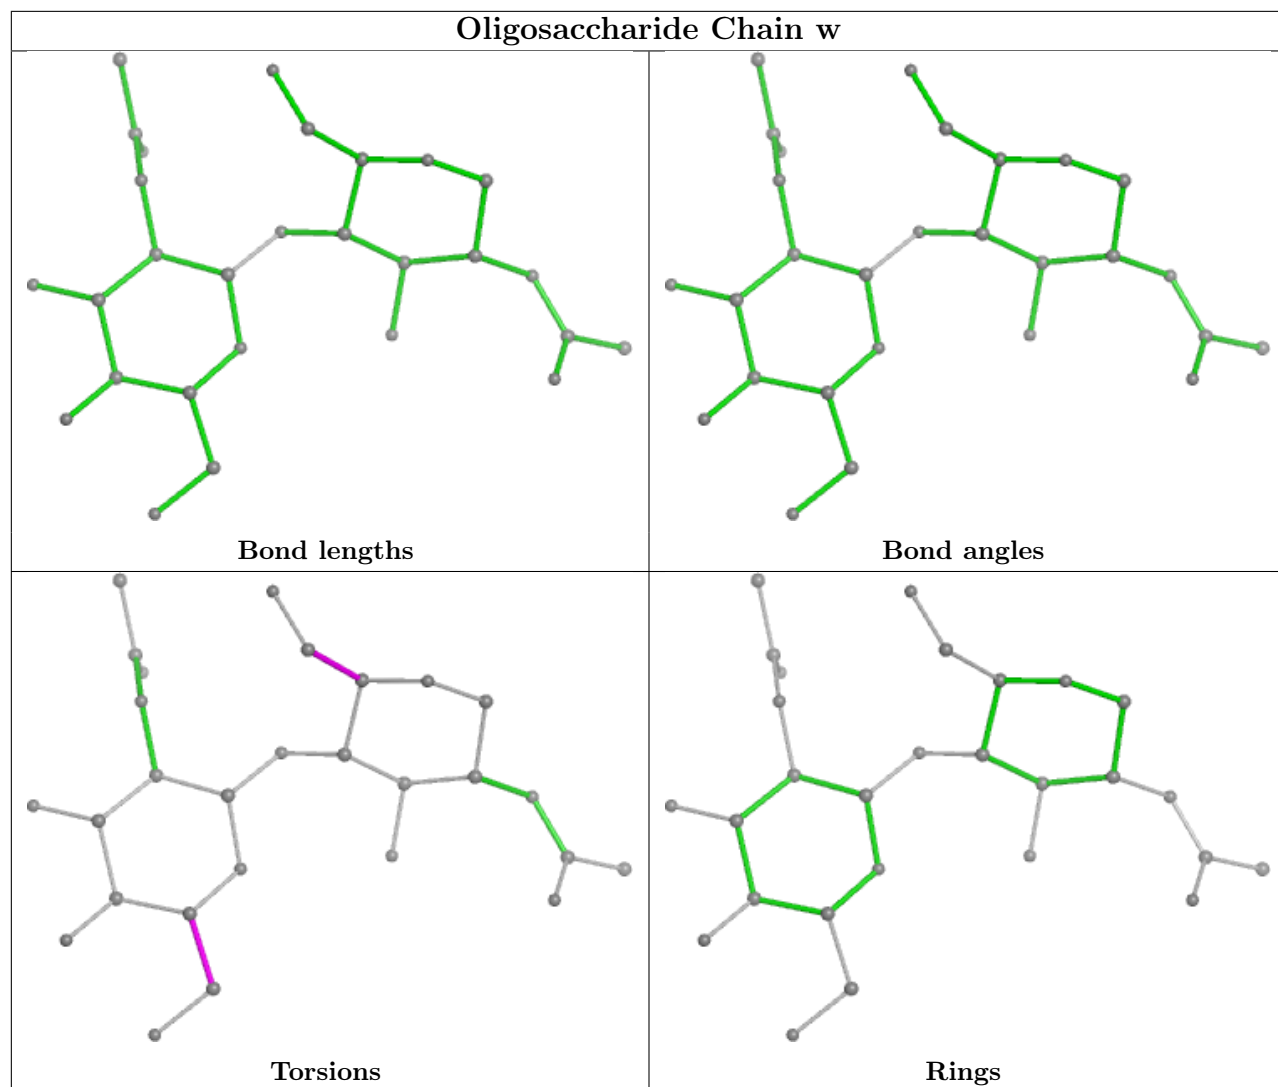 Oligosaccharide Chain w
Bond lengths
Bond angles
Torsions
Rings